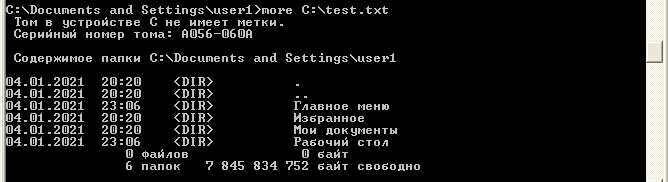 C:\Documents and Settings\user1>more C:\test.txt
Том в устройстве C не имеет метки.
Серийный номер тома: A056-060A
Содержимое папки C:\Documents and Settings\user1
04.01.2021 20:20 <DIR> .
04.01.2021 20:20 <DIR> ..
04.01.2021 23:06 <DIR> Главное меню
04.01.2021 20:20 <DIR> Избранное
04.01.2021 20:20 <DIR> Мои документы
04.01.2021 23:06 <DIR> Рабочий стол
0 файлов 0 байт
6 папок 7 845 834 752 байт свободно